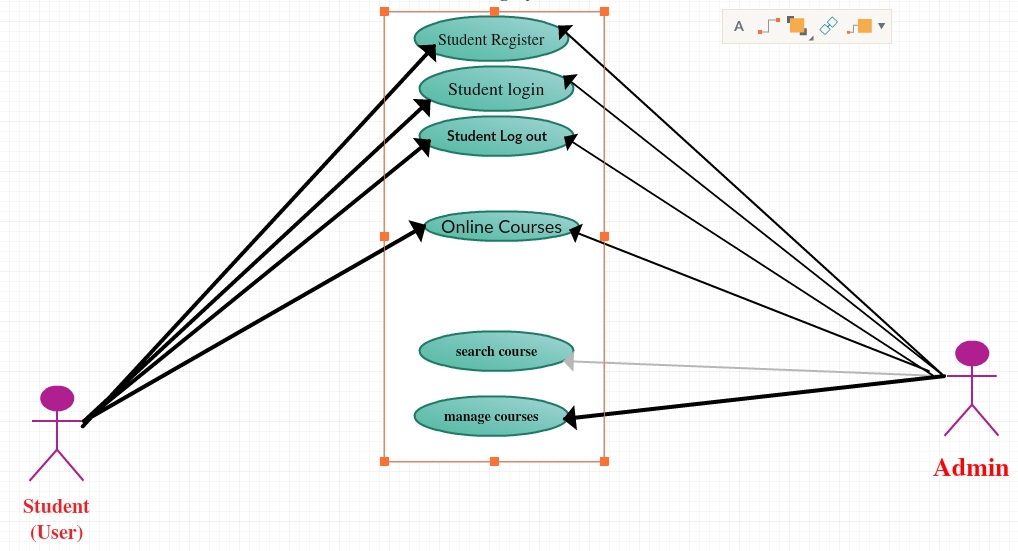 A
Student Register
Student login
Student Log out
Online Courses
search course
manage courses
Admin
Student
(User)